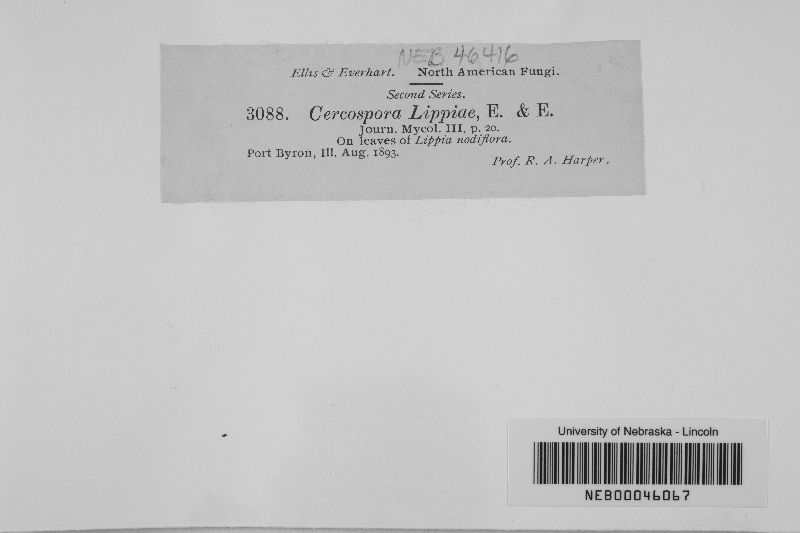 NEB 46416
Ellis & Everhart. North American Fungi.
Second Series.
3088. Cercospora Lippiae, E. & E.
Journ. Mycol. III, p. 20.
On leaves of Lippia nodiflora.
Port Byron, Ill. Aug. 1893.
Prof. R. A. Harper.
University of Nebraska - Lincoln
NEB00046067